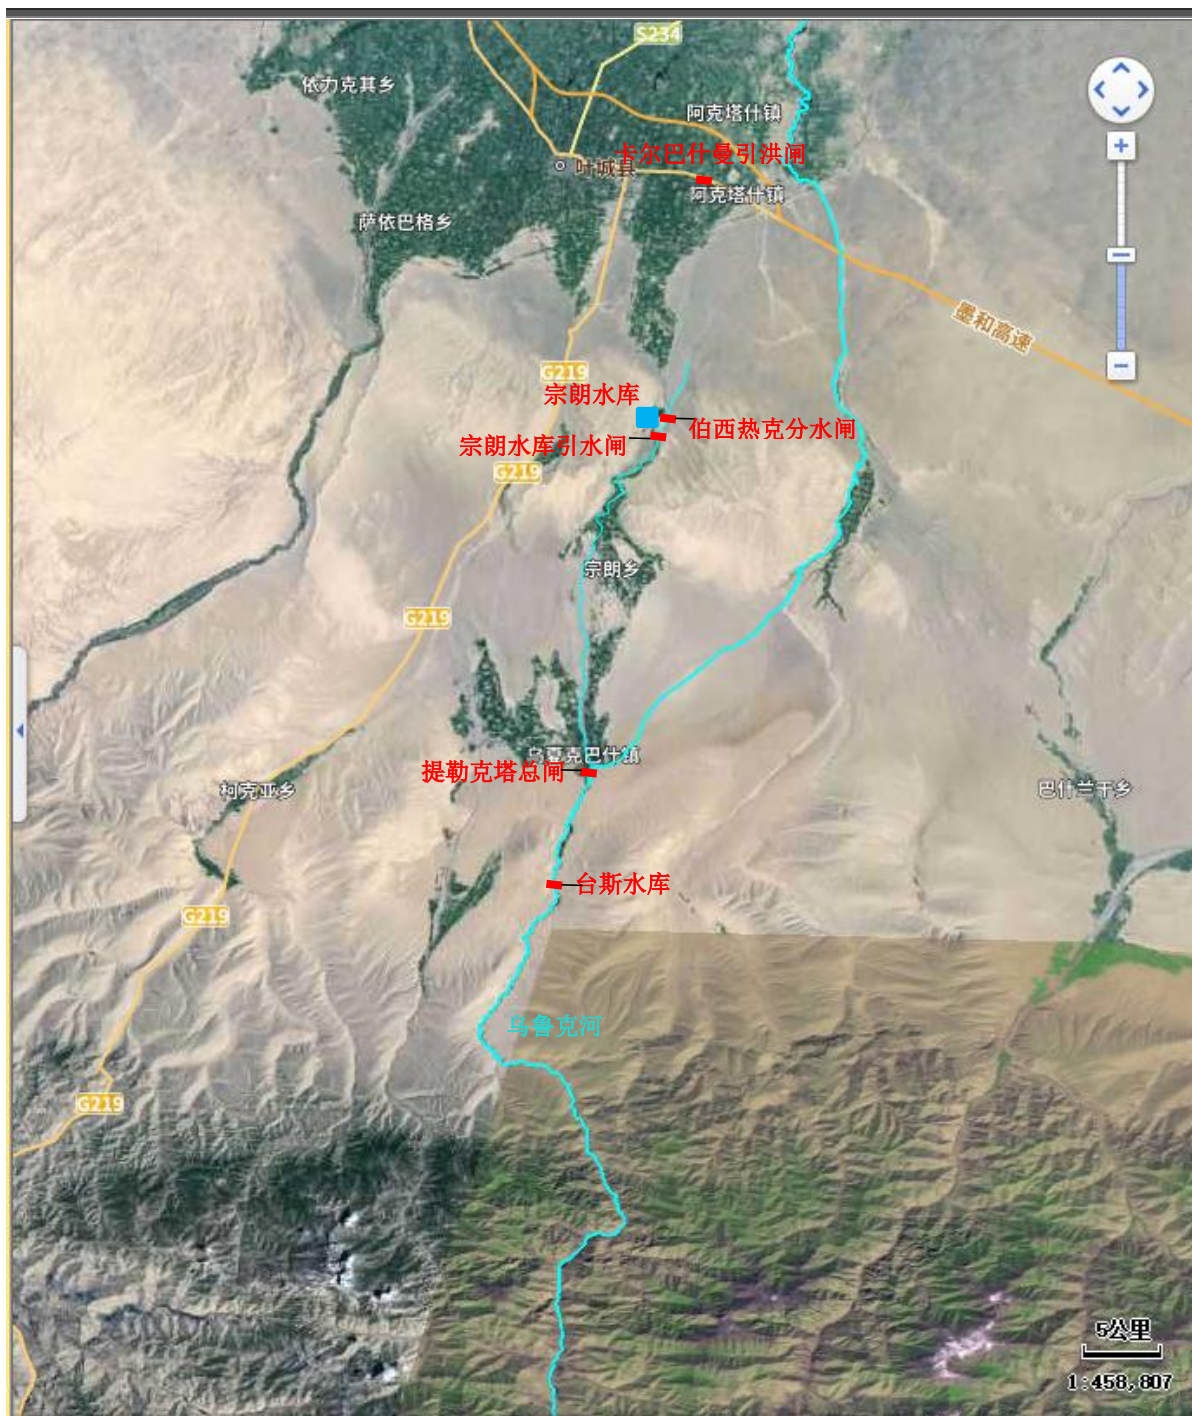 S234
依力克其乡
阿克塔什镇
卡尔巴什曼引洪闸
叶城县
阿克塔什镇
萨依巴格乡
墨和高速
G219
宗朗水库
伯西热克分水闸
宗朗水库引水闸
G219
宗朗乡
G219
乌夏克巴什镇
提勒克塔总闸
柯克亚乡
巴什兰干乡
台斯水库
G219
乌鲁克河
G219
5公里
1:458,807